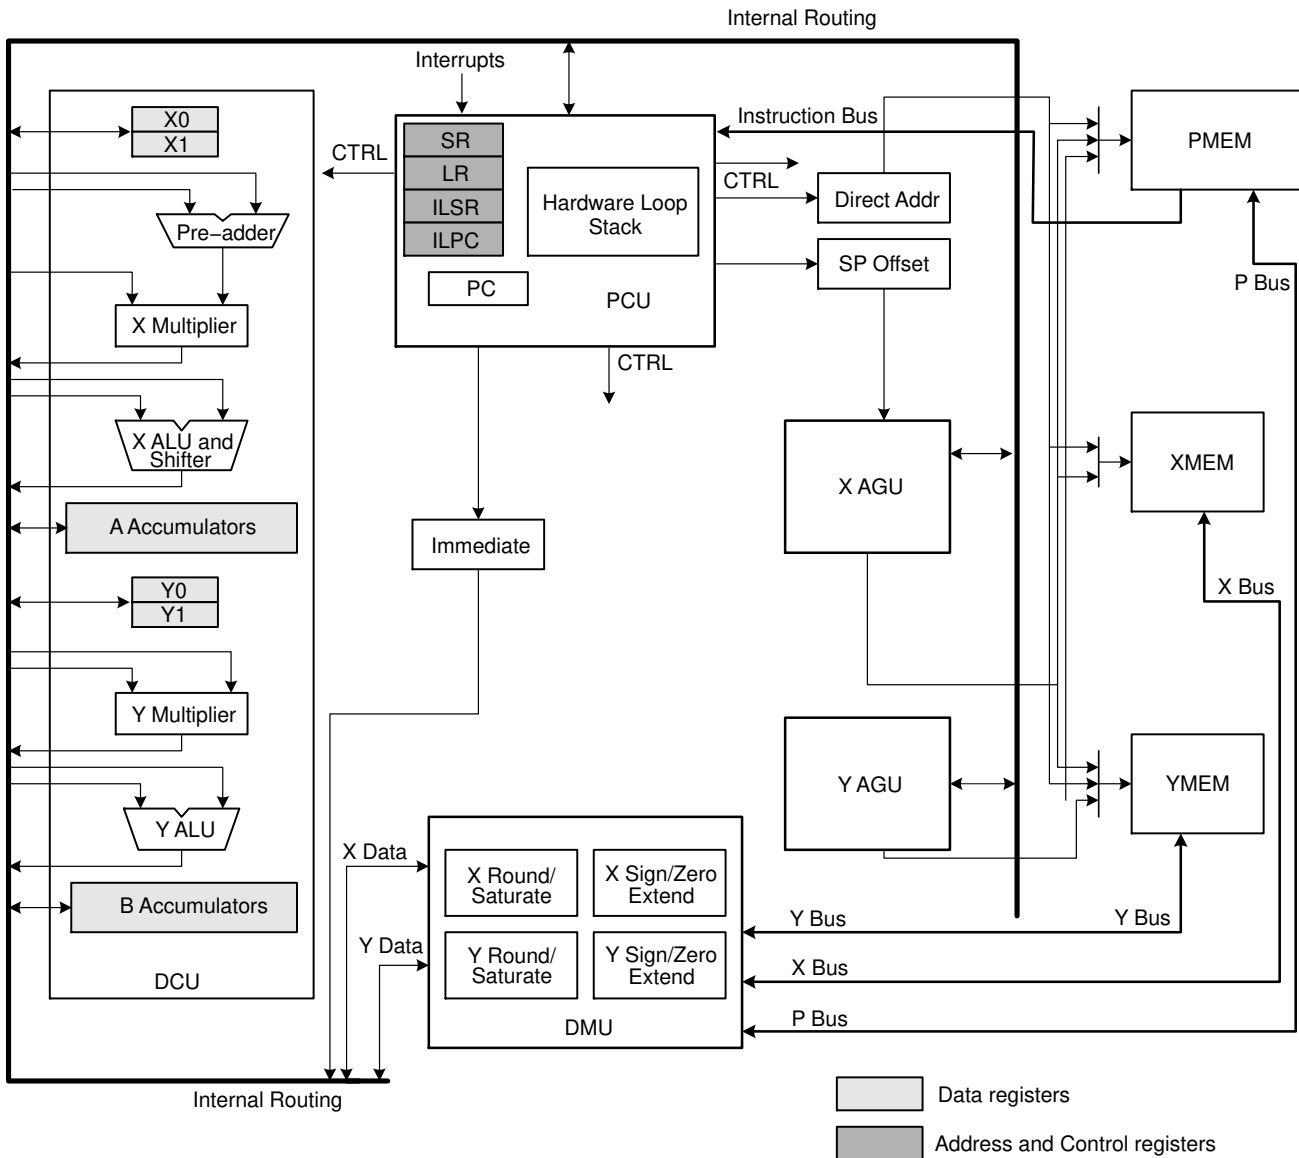 Internal Routing
Interrupts
X0
X1
Pre−adder
X Multiplier
X ALU and
Shifter
A Accumulators
Y0
Y1
Y Multiplier
Y ALU
B Accumulators
DCU
CTRL
SR
LR
ILSR
ILPC
PC
Hardware Loop
Stack
PCU
CTRL
CTRL
Instruction Bus
Direct Addr
SP Offset
Immediate
X AGU
Y AGU
PMEM
P Bus
XMEM
X Bus
YMEM
Y Bus
X Data
Y Data
X Round/
Saturate
X Sign/Zero
Extend
Y Round/
Saturate
Y Sign/Zero
Extend
DMU
Y Bus
X Bus
P Bus
Internal Routing
Data registers
Address and Control registers